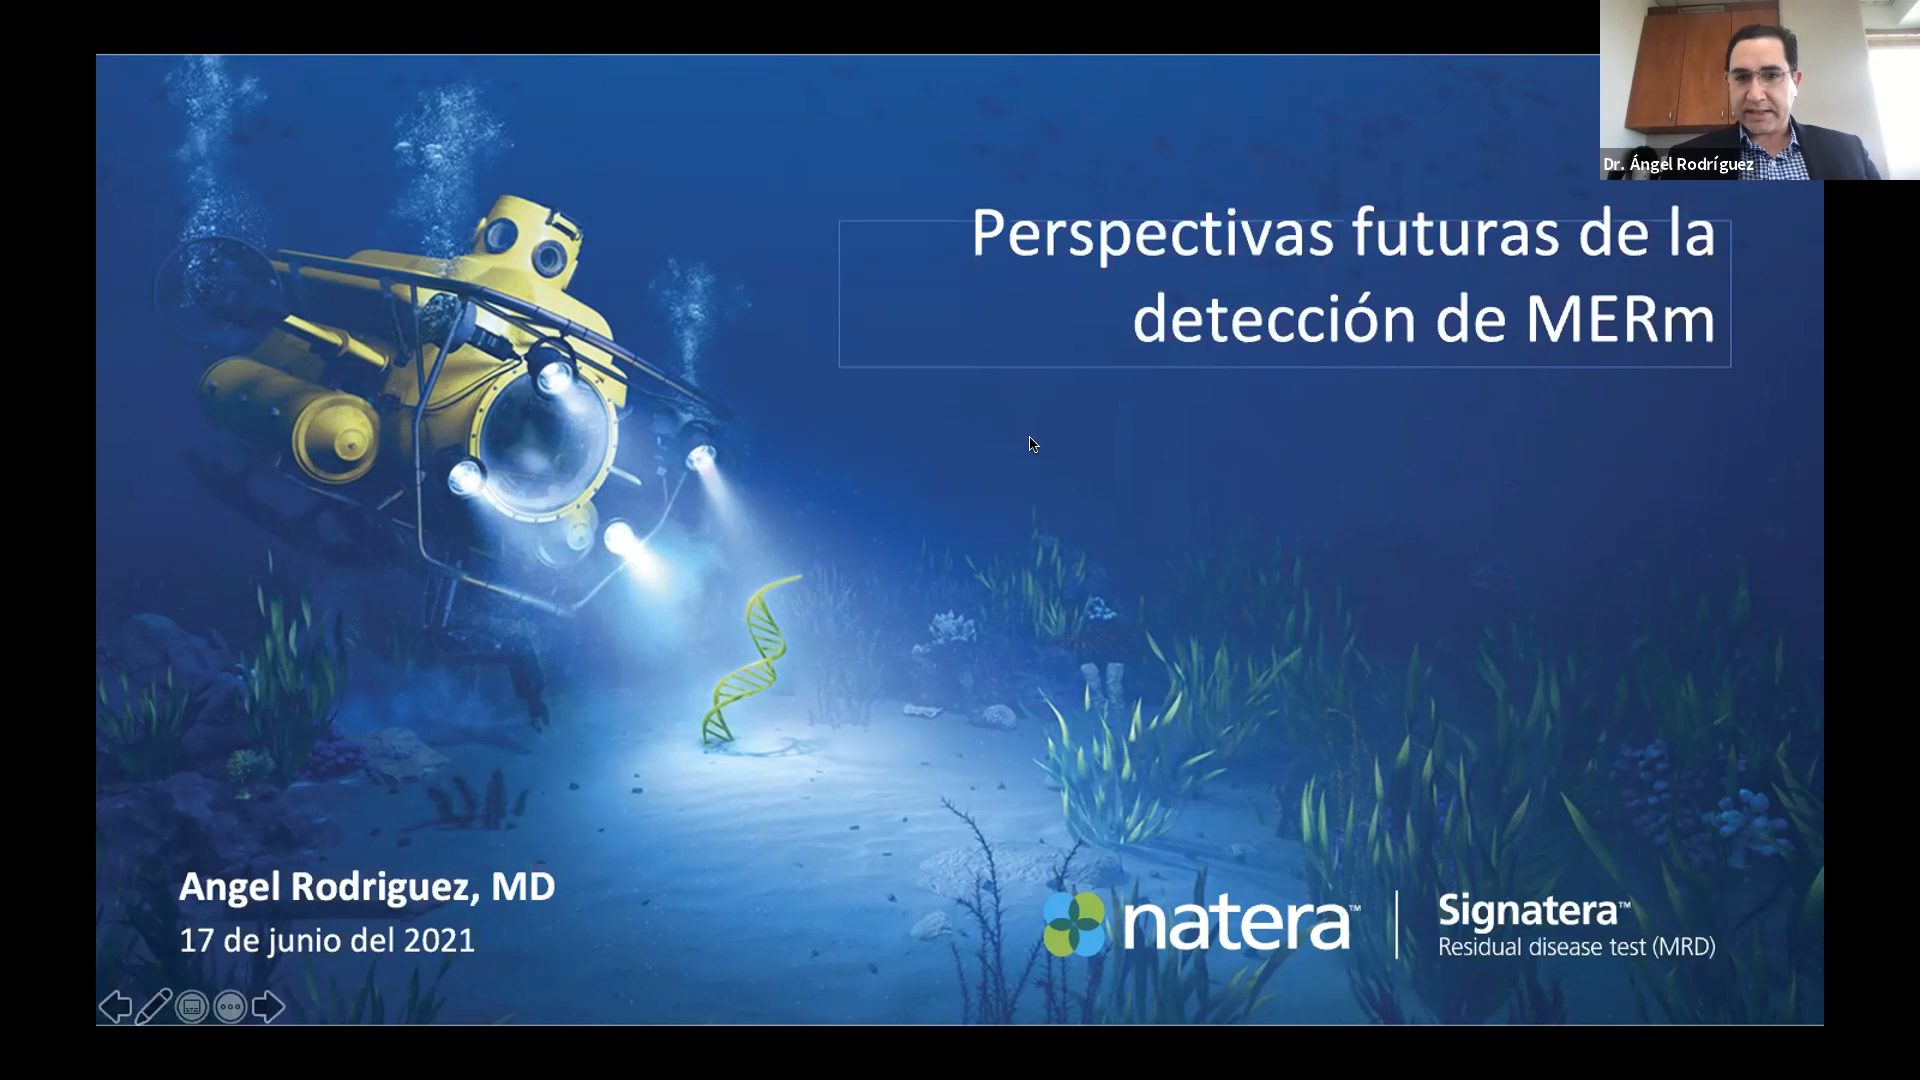 Dr. Ángel Rodríguez
Perspectivas futuras de la
detección de MERm
Angel Rodriguez, MD
17 de junio del 2021
natera™
Signatera™
Residual disease test (MRD)